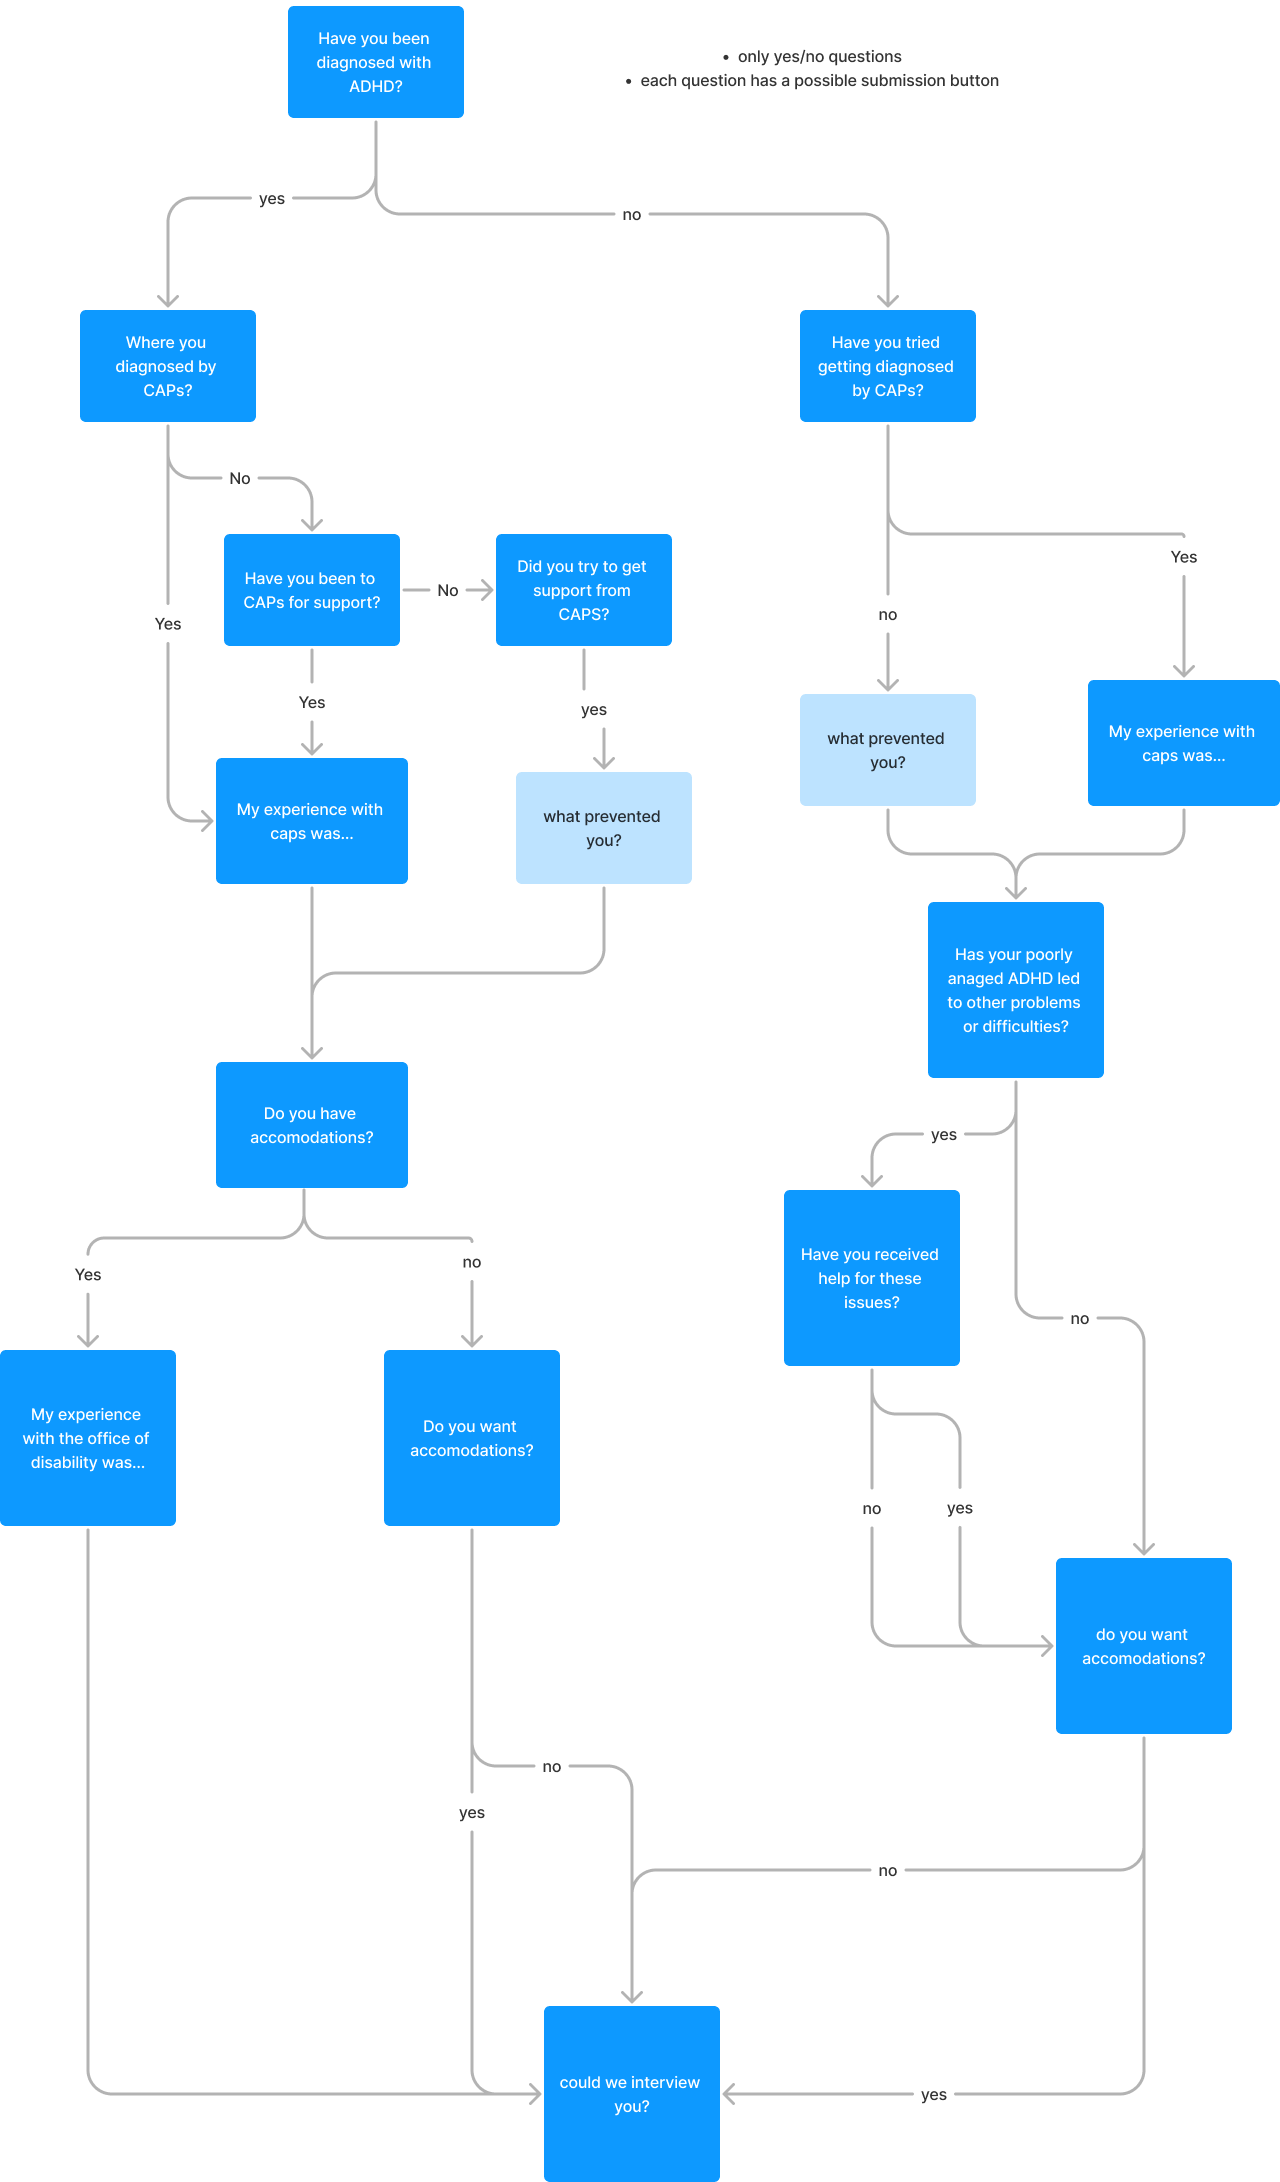 Have you been
diagnosed with
ADHD?
• only yes/no questions
• each question has a possible submission button
yes
no
Where you
diagnosed by
CAPs?
Have you tried
getting diagnosed
by CAPs?
No
Have you been to
CAPs for support?
No
Did you try to get
support from
CAPS?
Yes
Yes
no
Yes
yes
what prevented
you?
My experience with
caps was...
My experience with
caps was...
what prevented
you?
Has your poorly
anaged ADHD led
to other problems
or difficulties?
Do you have
accomodations?
yes
Have you received
help for these
issues?
Yes
no
no
My experience
with the office of
disability was...
Do you want
accomodations?
no
yes
do you want
accomodations?
no
yes
no
could we interview
you?
yes